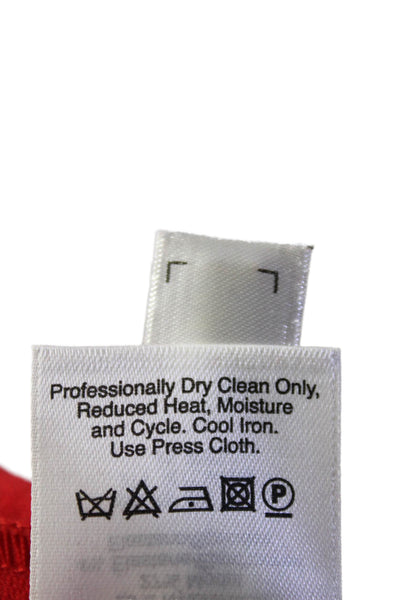 Professionally Dry Clean Only,
Reduced Heat, Moisture
and Cycle. Cool Iron.
Use Press Cloth.
P